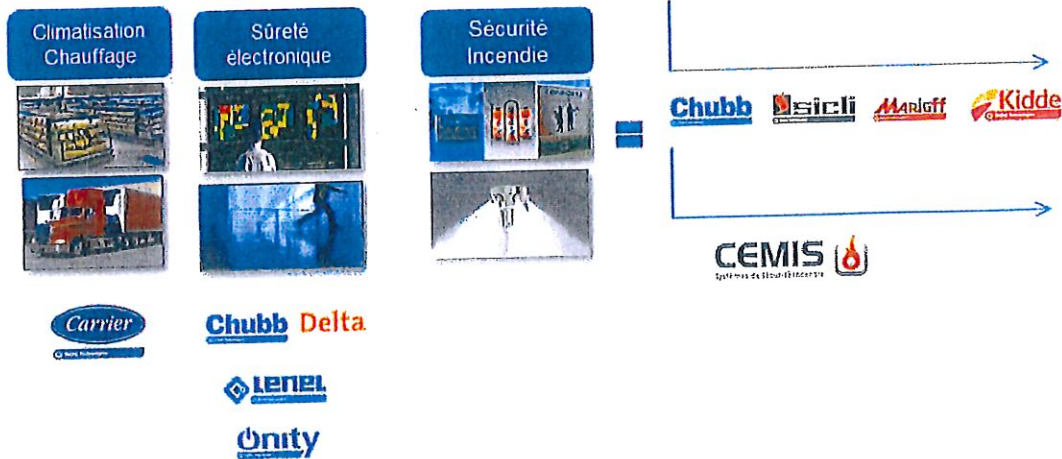 Climatisation
Chauffage
Sûreté
électronique
Sécurité
Incendie
Chubb
sicli
Marioff
Kidde
CEMIS
Systèmes de Sécurité Incendie
Carrier
Chubb
Delta
LENEL
Onity